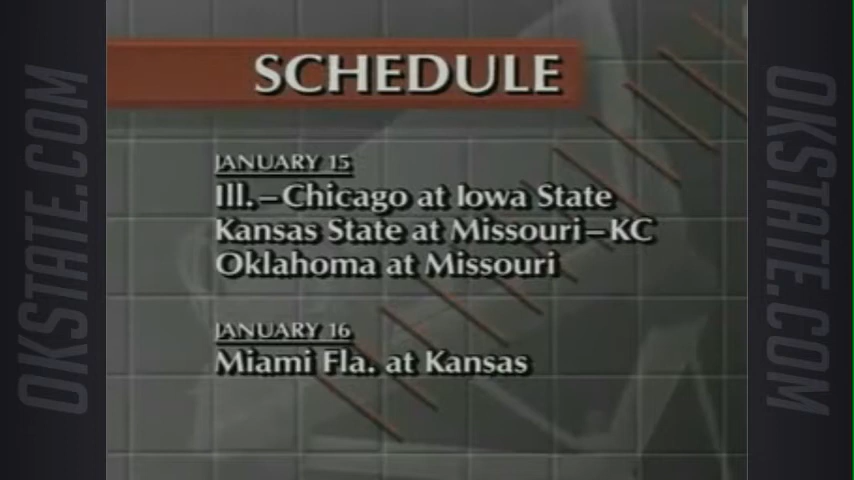 OKSTATE.COM
SCHEDULE
JANUARY 15
Ill.–Chicago at Iowa State
Kansas State at Missouri–KC
Oklahoma at Missouri
JANUARY 16
Miami Fla. at Kansas
OKSTATE.COM